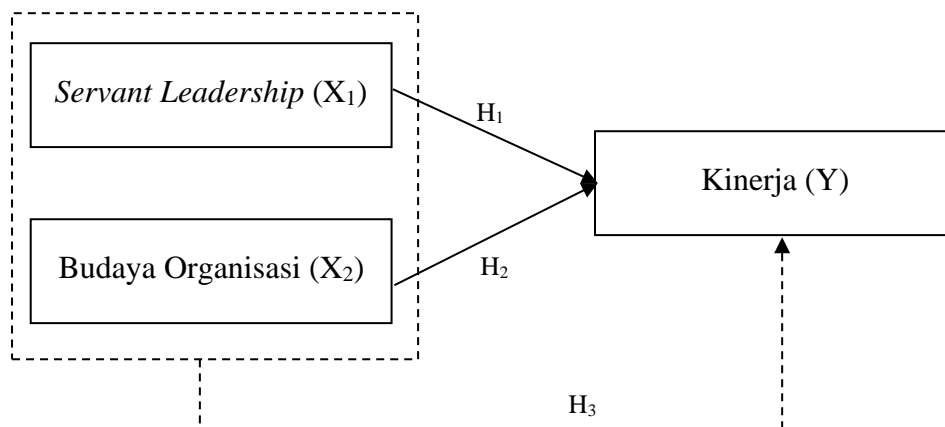 Servant Leadership (X₁)
H₁
Kinerja (Y)
Budaya Organisasi (X₂)
H₂
H₃